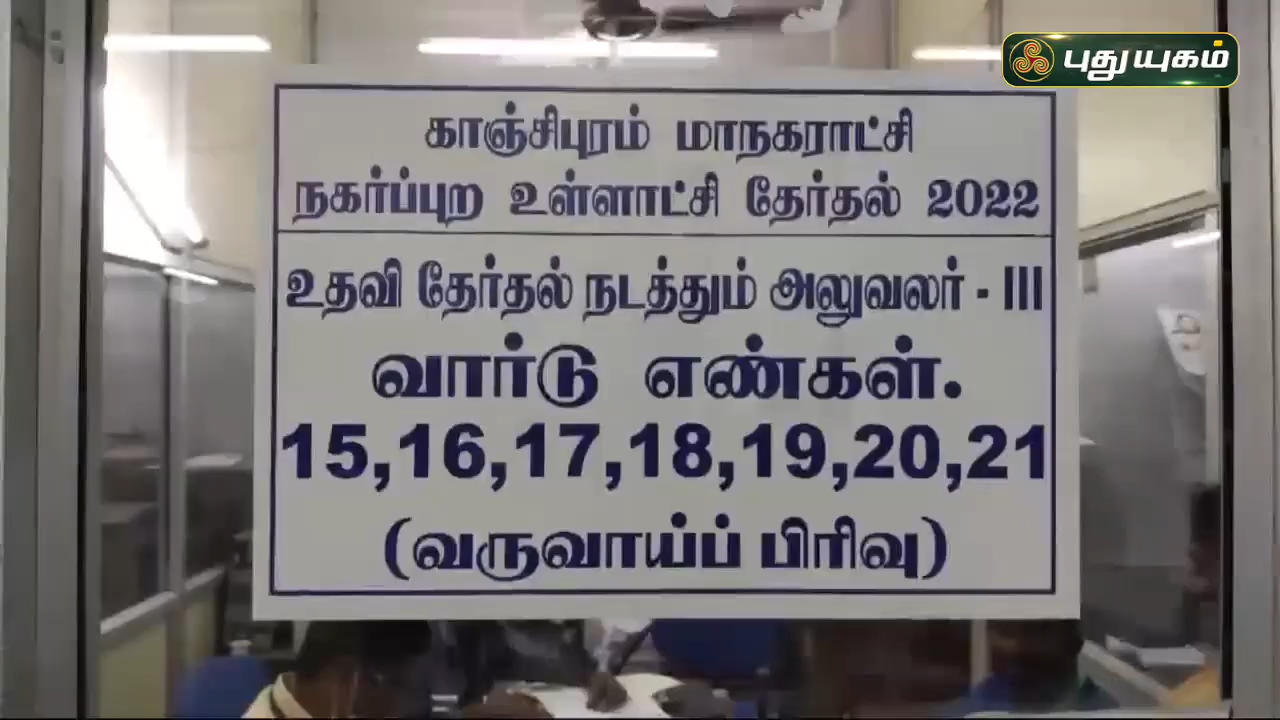 புதுயுகம்
காஞ்சிபுரம் மாநகராட்சி
நகர்ப்புற உள்ளாட்சி தேர்தல் 2022
உதவி தேர்தல் நடத்தும் அலுவலர் - III
வார்டு எண்கள்.
15,16,17,18,19,20,21
(வருவாய்ப் பிரிவு)